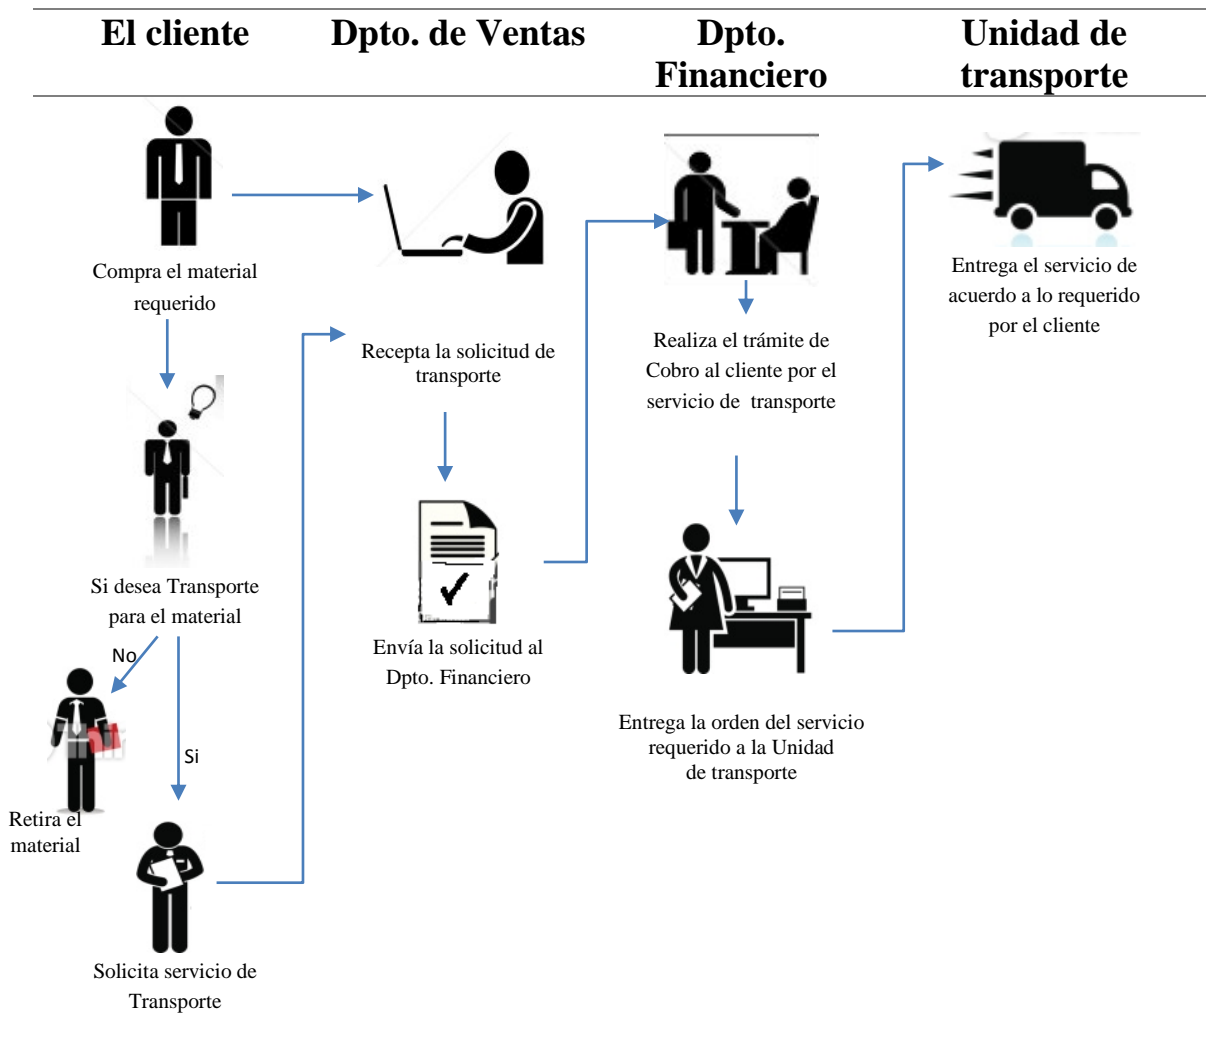 El cliente
Dpto. de Ventas
Dpto.
Financiero
Unidad de
transporte
Compra el material
requerido
Si desea Transporte
para el material
No
Si
Retira el
material
Solicita servicio de
Transporte
Recepta la solicitud de
transporte
Envía la solicitud al
Dpto. Financiero
Realiza el trámite de
Cobro al cliente por el
servicio de transporte
Entrega la orden del servicio
requerido a la Unidad
de transporte
Entrega el servicio de
acuerdo a lo requerido
por el cliente